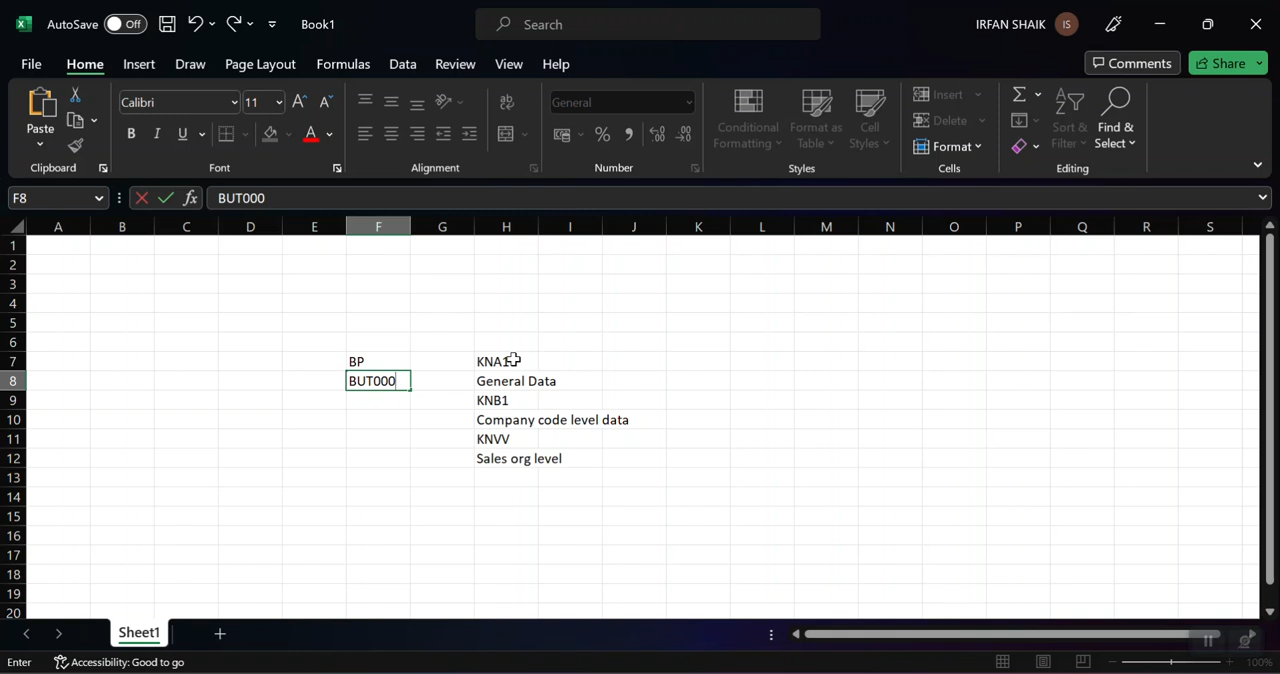 AutoSave Off Book1 Search IRFAN SHAIK IS
File Home Insert Draw Page Layout Formulas Data Review View Help Comments Share
Paste
Clipboard
Calibri 11
B I U A
Font
ab
Alignment
General
%
Number
Conditional Formatting
Format as Table
Cell Styles
Styles
Insert
Delete
Format
Cells
Sort & Filter
Find & Select
Editing
F8 fx BUT000
A B C D E F G H I J K L M N O P Q R S
1
2
3
4
5
6
7 BP KNA1
8 BUT000 General Data
9 KNB1
10 Company code level data
11 KNVV
12 Sales org level
13
14
15
16
17
18
19
20
Sheet1
Enter Accessibility: Good to go 100%